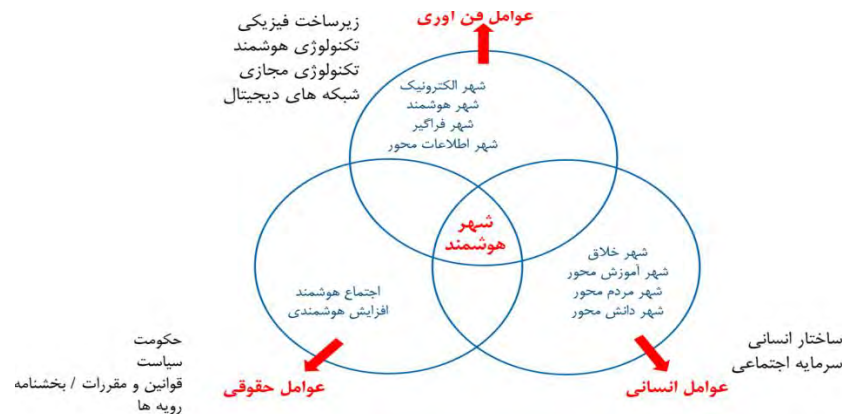 عوامل فن آوری
زیرساخت فیزیکی
تکنولوژی هوشمند
تکنولوژی مجازی
شبکه های دیجیتال
شهر الکترونیک
شهر هوشمند
شهر فراگیر
شهر اطلاعات محور
شهر
هوشمند
شهر خلاق
شهر آموزش محور
شهر مردم محور
شهر دانش محور
اجتماع هوشمند
افزایش هوشمندی
ساختار انسانی
سرمایه اجتماعی
عوامل انسانی
عوامل حقوقی
حکومت
سیاست
قوانین و مقررات / بخشنامه
رویه ها